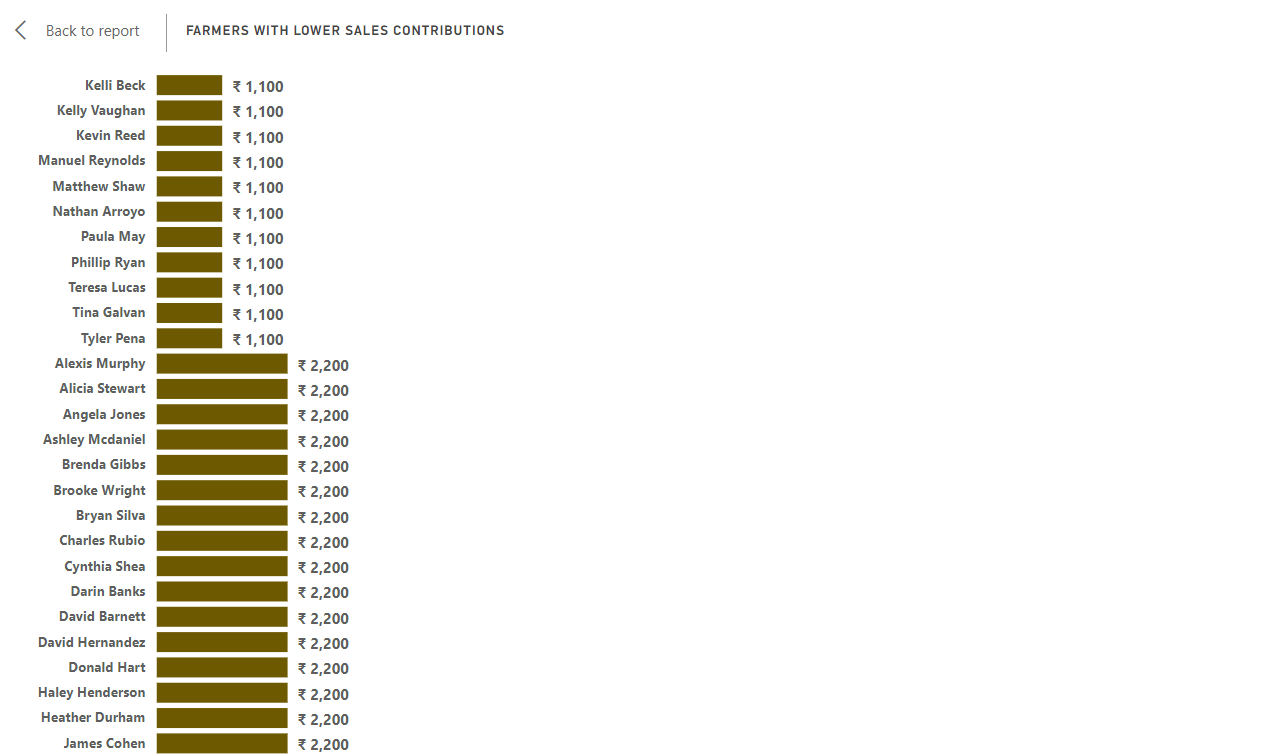 Back to report
FARMERS WITH LOWER SALES CONTRIBUTIONS
Kelli Beck ₹ 1,100
Kelly Vaughan ₹ 1,100
Kevin Reed ₹ 1,100
Manuel Reynolds ₹ 1,100
Matthew Shaw ₹ 1,100
Nathan Arroyo ₹ 1,100
Paula May ₹ 1,100
Phillip Ryan ₹ 1,100
Teresa Lucas ₹ 1,100
Tina Galvan ₹ 1,100
Tyler Pena ₹ 1,100
Alexis Murphy ₹ 2,200
Alicia Stewart ₹ 2,200
Angela Jones ₹ 2,200
Ashley Mcdaniel ₹ 2,200
Brenda Gibbs ₹ 2,200
Brooke Wright ₹ 2,200
Bryan Silva ₹ 2,200
Charles Rubio ₹ 2,200
Cynthia Shea ₹ 2,200
Darin Banks ₹ 2,200
David Barnett ₹ 2,200
David Hernandez ₹ 2,200
Donald Hart ₹ 2,200
Haley Henderson ₹ 2,200
Heather Durham ₹ 2,200
James Cohen ₹ 2,200